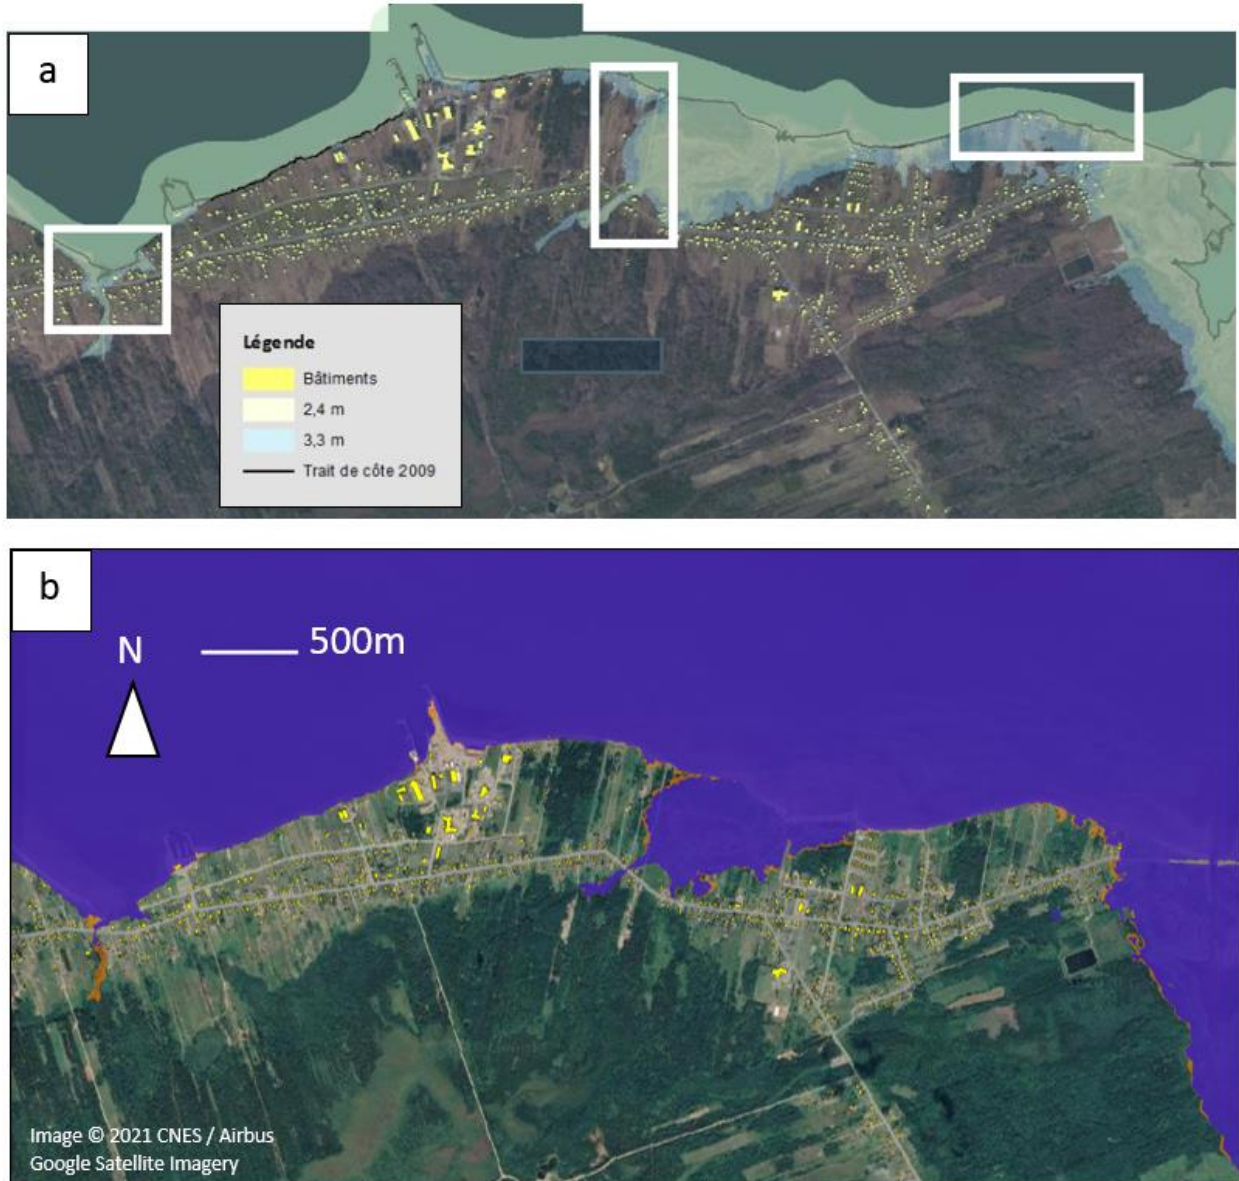 a
Légende
Bâtiments
2,4 m
3,3 m
Trait de côte 2009
b
N
500m
Image © 2021 CNES / Airbus
Google Satellite Imagery